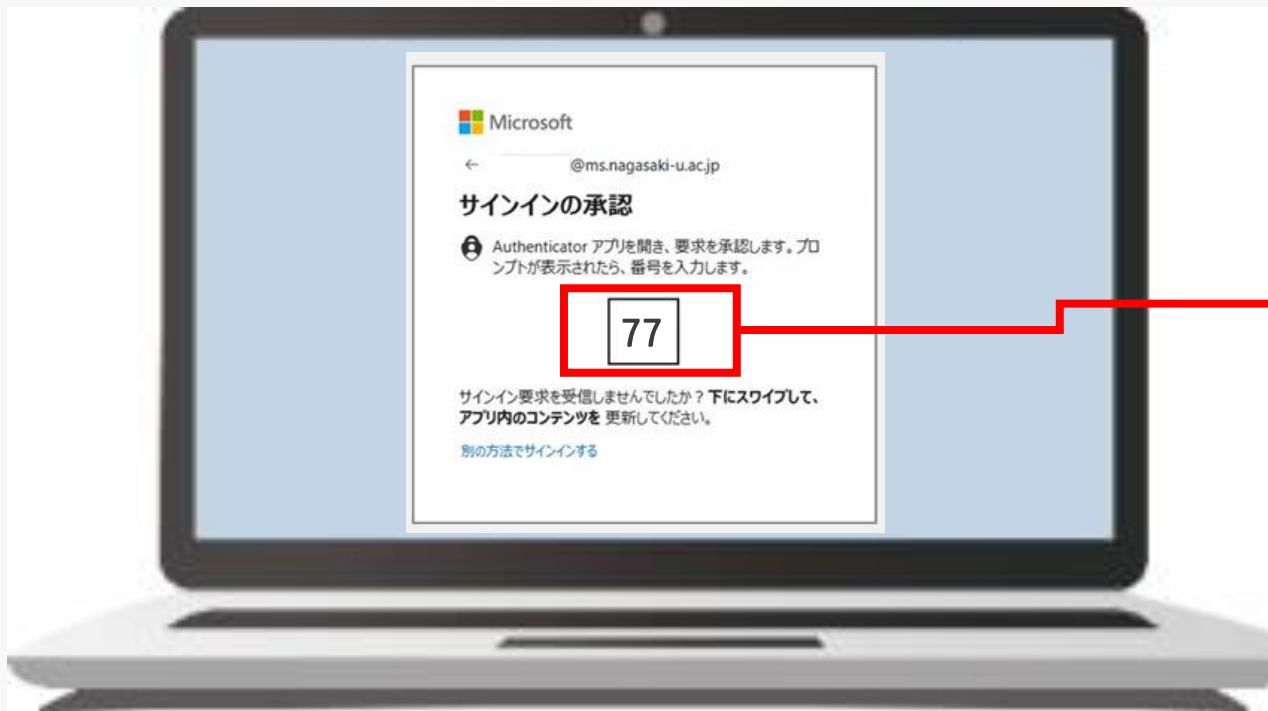 Microsoft
← @ms.nagasaki-u.ac.jp
サインインの承認
Authenticator アプリを開き、要求を承認します。プロ
ンプトが表示されたら、番号を入力します。
77
サインイン要求を受信しませんでしたか？下にスワイプして、
アプリ内のコンテンツを 更新してください。
別の方法でサインインする